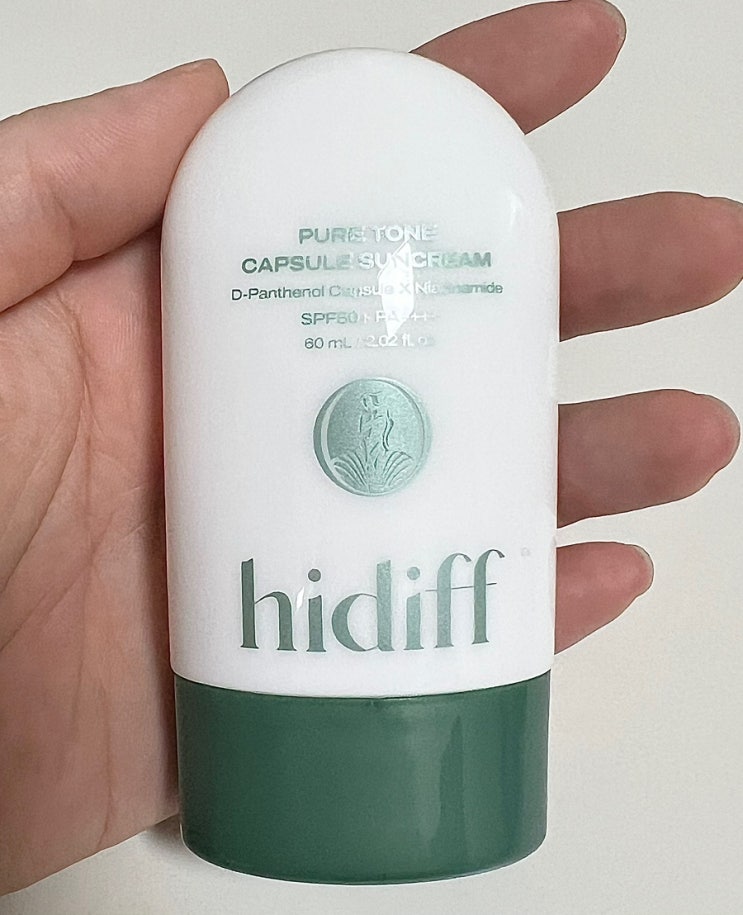 PURE TONE
CAPSULE SUNCREAM
D-Panthenol Capsule X Niacinamide
SPF50+ PA++++
60 mL / 2.02 fl. oz
hidiff